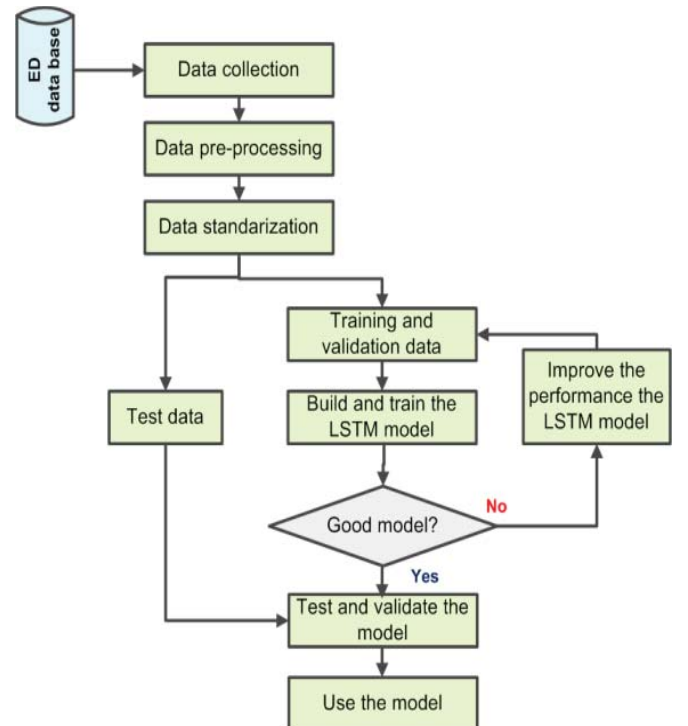 ED
data base
Data collection
Data pre-processing
Data standarization
Training and
validation data
Improve the
performance the
LSTM model
Test data
Build and train the
LSTM model
Good model?
No
Yes
Test and validate the
model
Use the model